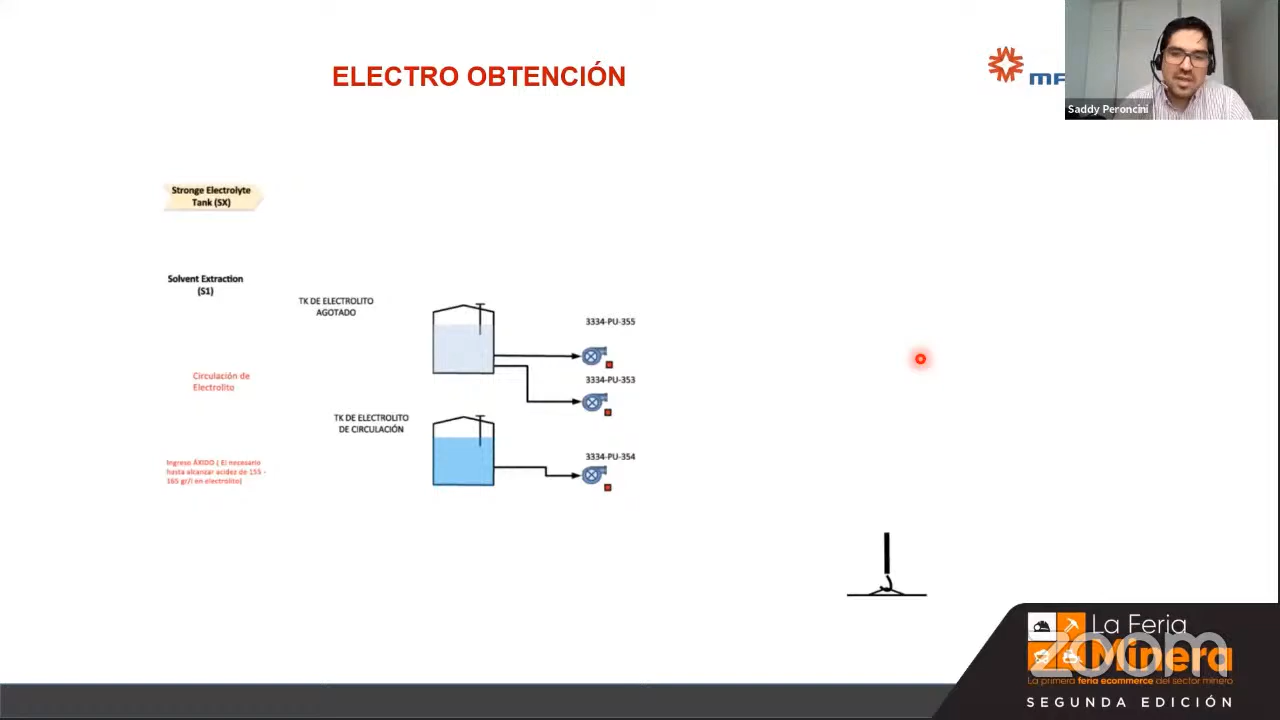 ELECTRO OBTENCIÓN
Saddy Peroncini
Stronge Electrolyte
Tank (SX)
Solvent Extraction
(S1)
TK DE ELECTROLITO
AGOTADO
3334-PU-355
Circulación de
Electrolito
3334-PU-353
TK DE ELECTROLITO
DE CIRCULACIÓN
3334-PU-354
Ingreso ÁXIDO ( El necesario
hasta alcanzar acidez de 155 -
165 gr/l en electrolito)
La Feria
Minera
zoom
La primera feria ecommerce del sector minero
SEGUNDA EDICIÓN